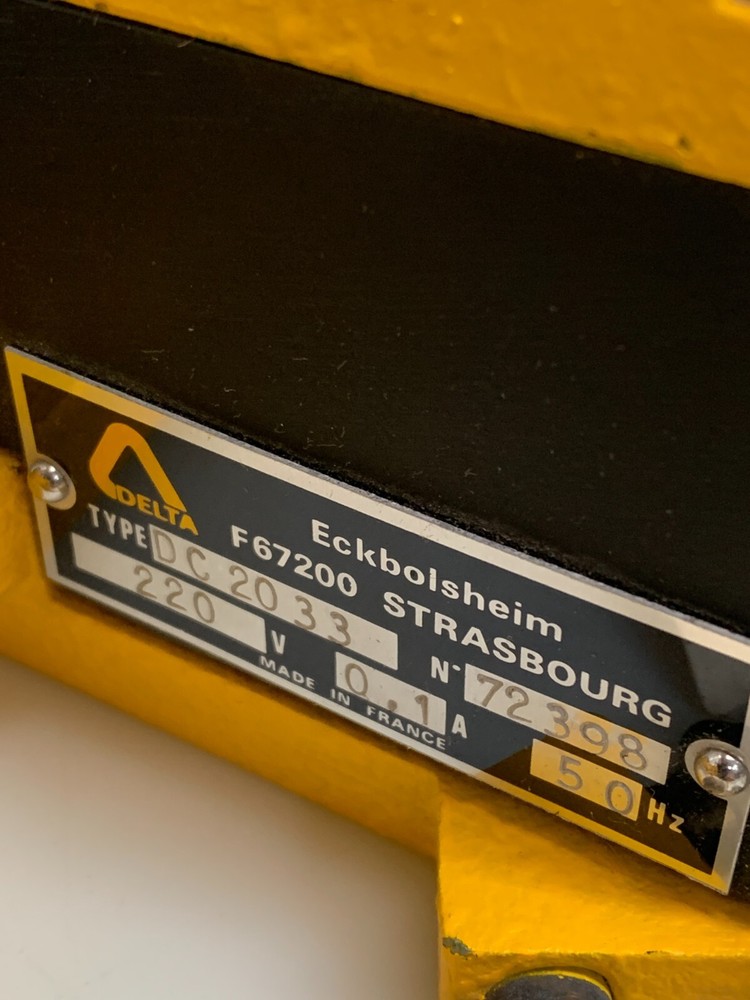 DELTA
Eckbolsheim
F67200 STRASBOURG
TYPE DC 2033 N° 72398
220 V 0.1 A 50 Hz
MADE IN FRANCE